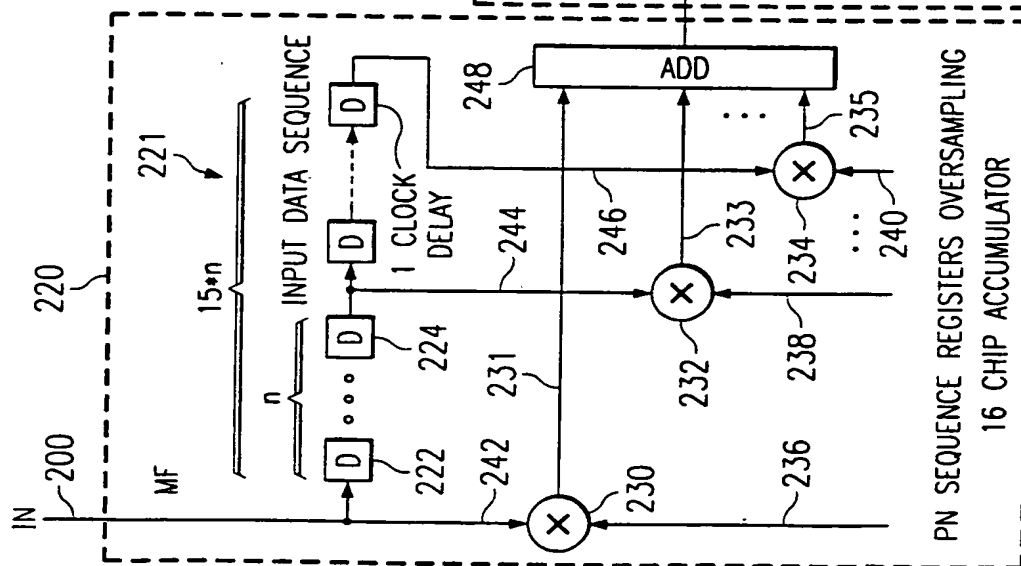 IN
200
220
MF
15*n
221
n
INPUT DATA SEQUENCE
D
D
D
D
222
224
1 CLOCK
DELAY
242
244
246
248
ADD
231
233
235
×
×
×
230
232
234
236
238
240
PN SEQUENCE REGISTERS OVERSAMPLING
16 CHIP ACCUMULATOR